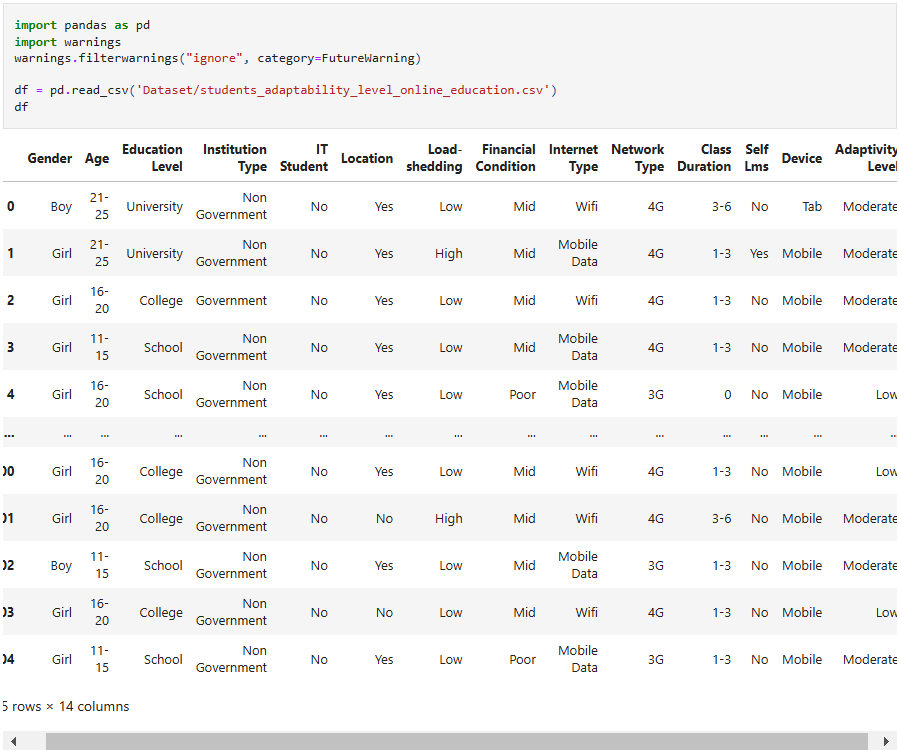 import pandas as pd
import warnings
warnings.filterwarnings("ignore", category=FutureWarning)
df = pd.read_csv('Dataset/students_adaptability_level_online_education.csv')
df
Gender Age Education Level Institution Type IT Student Location Load-shedding Financial Condition Internet Type Network Type Class Duration Self Lms Device Adaptivity Level
0 Boy 21-25 University Non Government No Yes Low Mid Wifi 4G 3-6 No Tab Moderate
1 Girl 21-25 University Non Government No Yes High Mid Mobile Data 4G 1-3 Yes Mobile Moderate
2 Girl 16-20 College Government No Yes Low Mid Wifi 4G 1-3 No Mobile Moderate
3 Girl 11-15 School Non Government No Yes Low Mid Mobile Data 4G 1-3 No Mobile Moderate
4 Girl 16-20 School Non Government No Yes Low Poor Mobile Data 3G 0 No Mobile Low
... ... ... ... ... ... ... ... ... ... ... ... ... ... ...
00 Girl 16-20 College Non Government No Yes Low Mid Wifi 4G 1-3 No Mobile Low
01 Girl 16-20 College Non Government No No High Mid Wifi 4G 3-6 No Mobile Moderate
02 Boy 11-15 School Non Government No Yes Low Mid Mobile Data 3G 1-3 No Mobile Moderate
03 Girl 16-20 College Non Government No No Low Mid Wifi 4G 1-3 No Mobile Low
04 Girl 11-15 School Non Government No Yes Low Poor Mobile Data 3G 1-3 No Mobile Moderate
5 rows × 14 columns